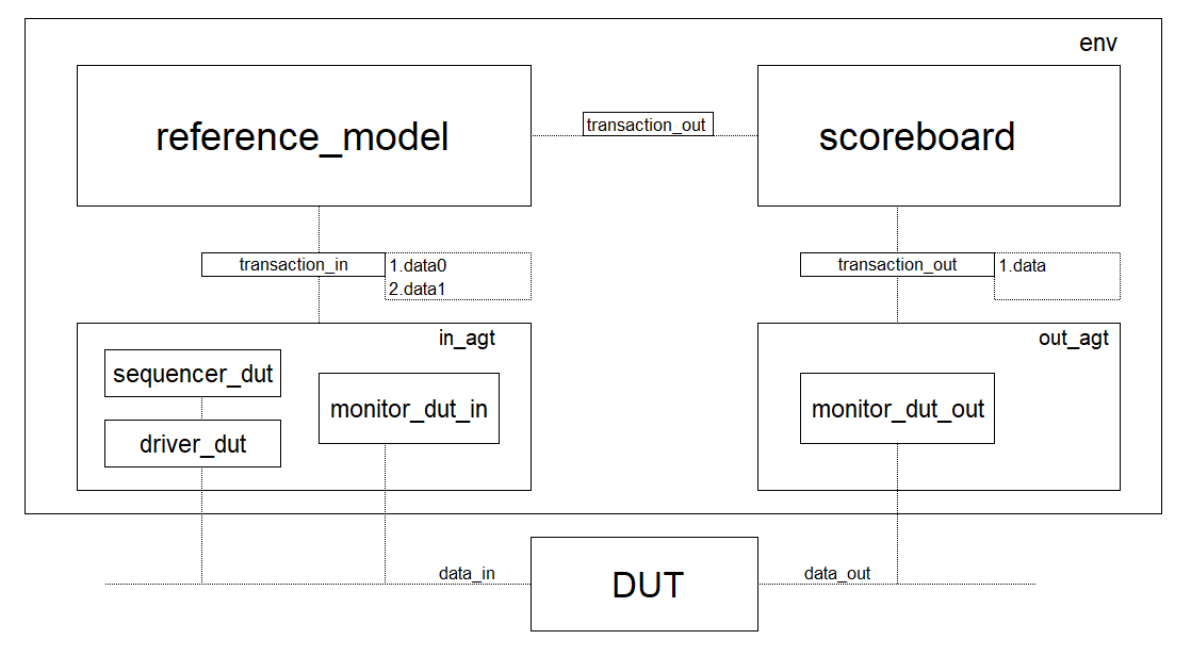 env
reference_model
transaction_out
scoreboard
transaction_in
1.data0
2.data1
transaction_out
1.data
in_agt
sequencer_dut
driver_dut
monitor_dut_in
out_agt
monitor_dut_out
data_in
DUT
data_out